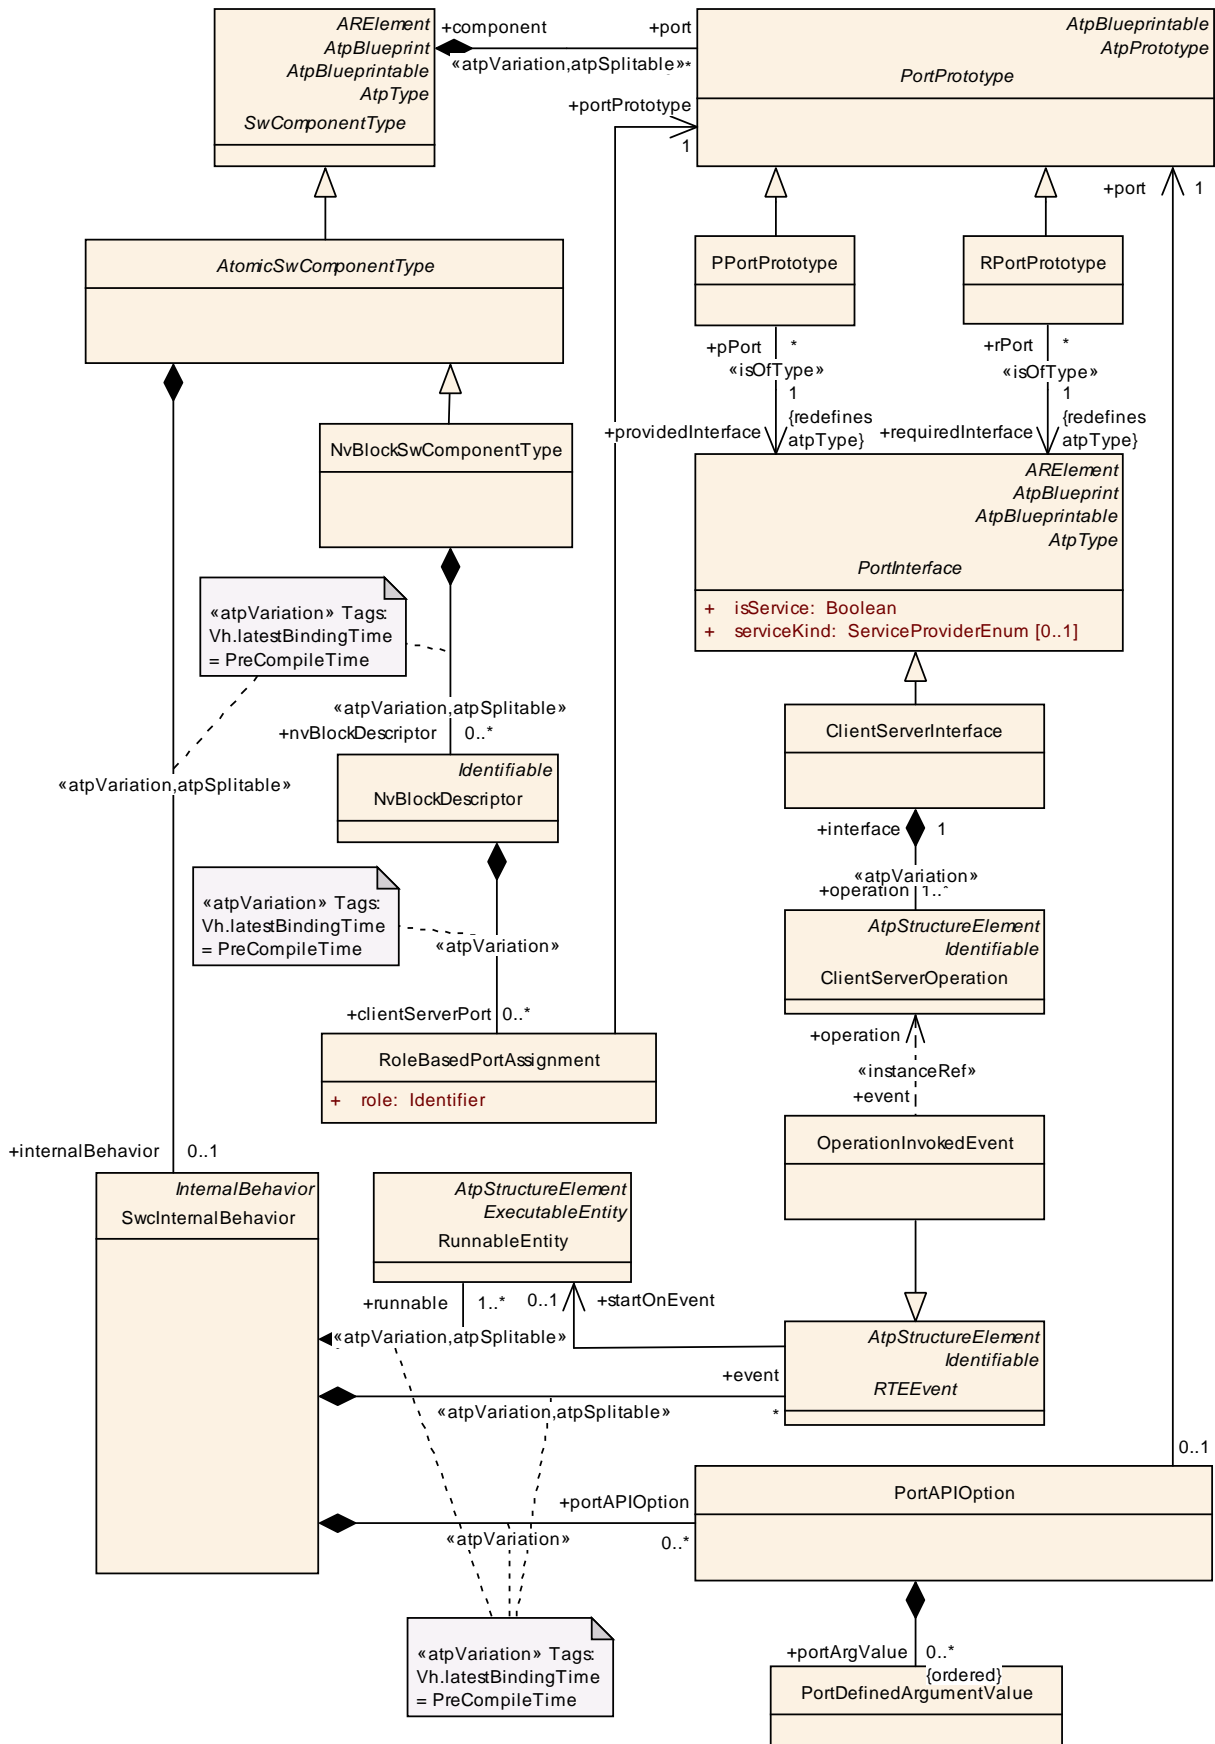 ARElement
AtpBlueprint
AtpBlueprintable
AtpType
SwComponentType
+component
+port
«atpVariation,atpSplitable»
*
AtpBlueprintable
AtpPrototype
PortPrototype
+portPrototype
1
+port
1
AtomicSwComponentType
PPortPrototype
RPortPrototype
+pPort
*
«isOfType»
1
{redefines
atpType}
+providedInterface
+rPort
*
«isOfType»
1
{redefines
atpType}
+requiredInterface
NvBlockSwComponentType
ARElement
AtpBlueprint
AtpBlueprintable
AtpType
PortInterface
+ isService: Boolean
+ serviceKind: ServiceProviderEnum [0..1]
«atpVariation» Tags:
Vh.latestBindingTime
= PreCompileTime
«atpVariation,atpSplitable»
+nvBlockDescriptor
0..*
«atpVariation,atpSplitable»
Identifiable
NvBlockDescriptor
ClientServerInterface
+interface
1
«atpVariation»
+operation
1..*
«atpVariation» Tags:
Vh.latestBindingTime
= PreCompileTime
«atpVariation»
AtpStructureElement
Identifiable
ClientServerOperation
+clientServerPort
0..*
RoleBasedPortAssignment
+ role: Identifier
+operation
«instanceRef»
+event
OperationInvokedEvent
+internalBehavior
0..1
InternalBehavior
SwcInternalBehavior
AtpStructureElement
ExecutableEntity
RunnableEntity
+runnable
1..*
0..1
+startOnEvent
«atpVariation,atpSplitable»
AtpStructureElement
Identifiable
RTEEvent
+event
«atpVariation,atpSplitable»
*
0..1
PortAPIOption
+portAPIOption
«atpVariation»
0..*
«atpVariation» Tags:
Vh.latestBindingTime
= PreCompileTime
+portArgValue
0..*
{ordered}
PortDefinedArgumentValue